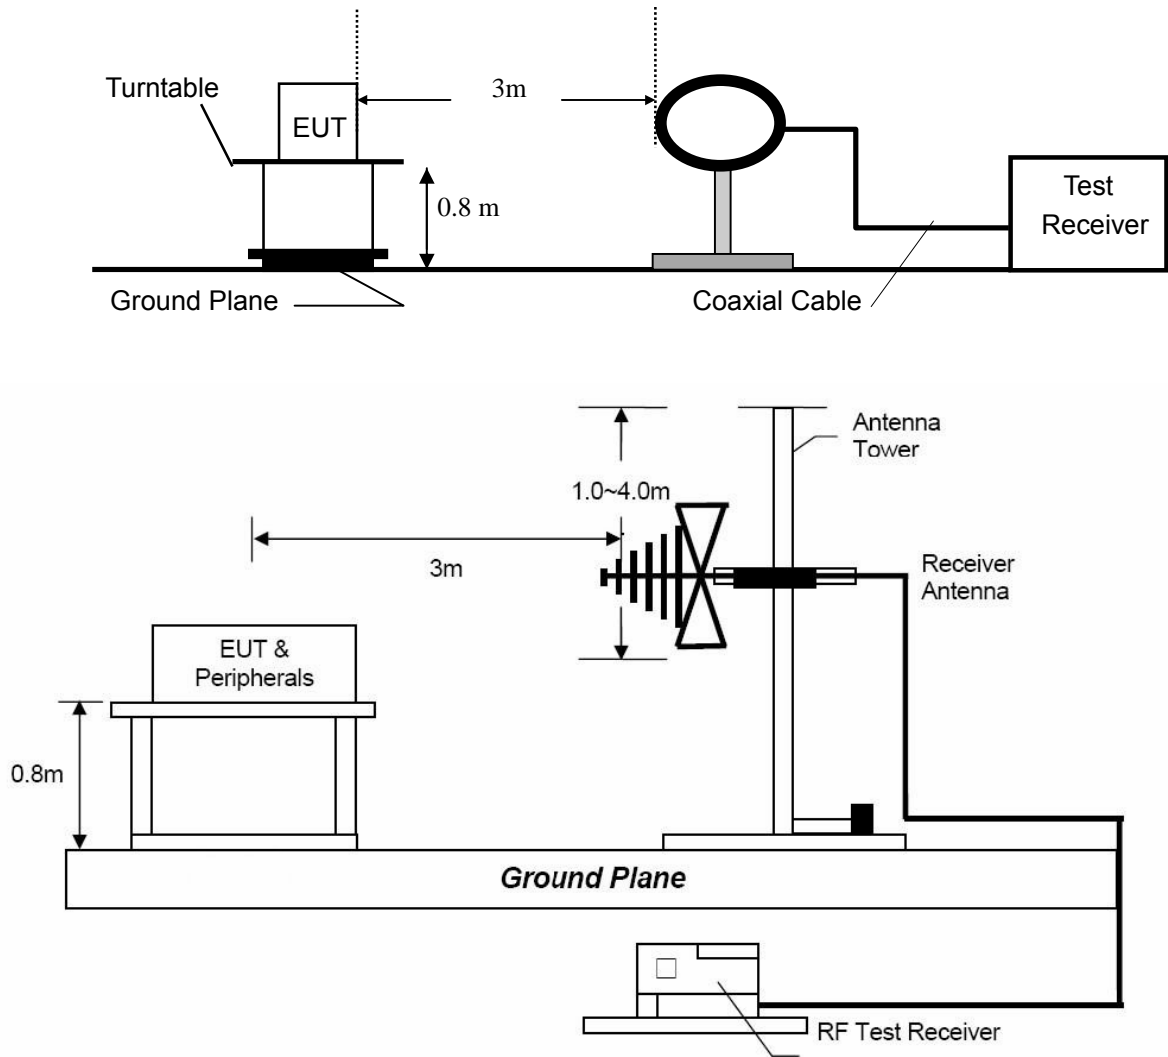 Turntable
EUT
3m
0.8 m
Test
Receiver
Ground Plane
Coaxial Cable
Antenna
Tower
1.0~4.0m
3m
Receiver
Antenna
EUT &
Peripherals
0.8m
Ground Plane
RF Test Receiver